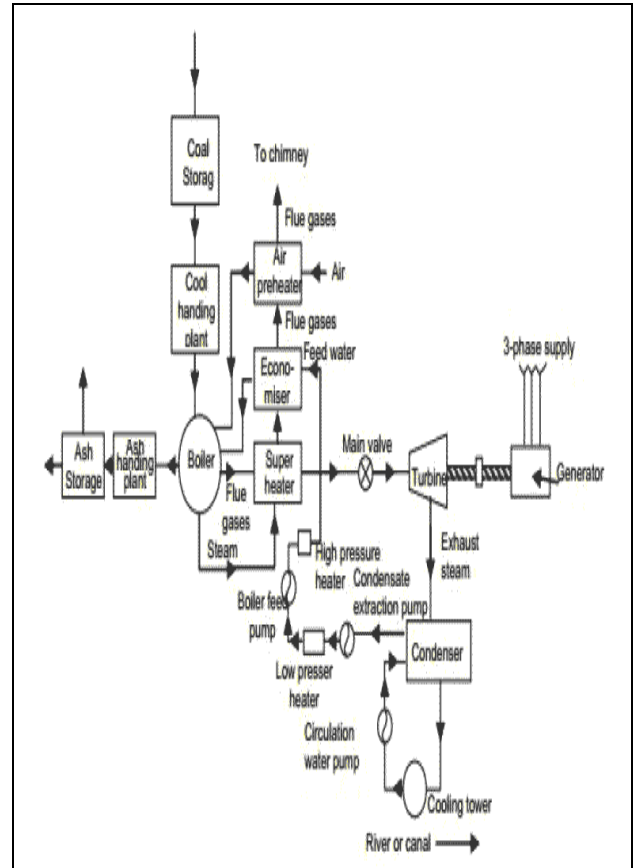 Coal
Storag
To chimney
Flue gases
Air
preheater
Air
Cool
handing
plant
Flue gases
Feed water
3-phase supply
Econo-
miser
Ash
Storage
Ash
handing
plant
Boiler
Super
heater
Main valve
Turbine
Generator
Flue
gases
Steam
High pressure
heater
Exhaust
steam
Boiler feed
pump
Condensate
extraction pump
Condenser
Low presser
heater
Circulation
water pump
Cooling tower
River or canal